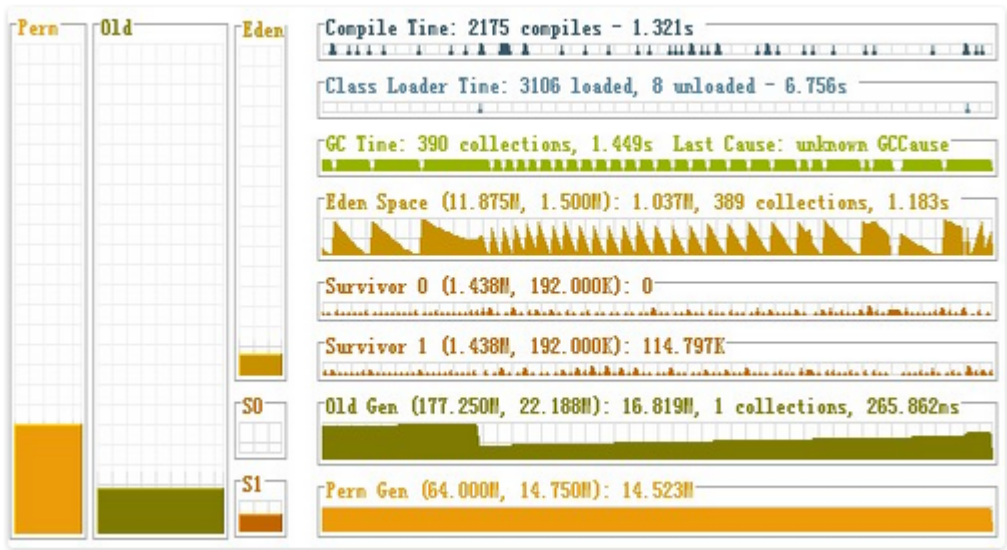 Perm
Old
Eden
S0
S1
Compile Time: 2175 compiles - 1.321s
Class Loader Time: 3106 loaded, 8 unloaded - 6.756s
GC Time: 390 collections, 1.449s Last Cause: unknown GCCause
Eden Space (11.875M, 1.500M): 1.037M, 389 collections, 1.183s
Survivor 0 (1.438M, 192.000K): 0
Survivor 1 (1.438M, 192.000K): 114.797K
Old Gen (177.250M, 22.188M): 16.819M, 1 collections, 265.862ms
Perm Gen (64.000M, 14.750M): 14.523M